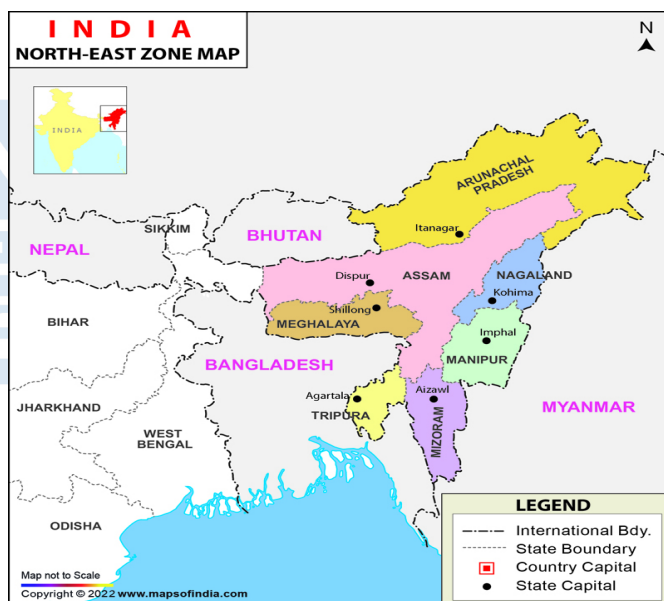 INDIA
NORTH-EAST ZONE MAP
N
INDIA
ARUNACHAL
PRADESH
SIKKIM
Itanagar
NEPAL
BHUTAN
Dispur
ASSAM
NAGALAND
Kohima
BIHAR
Shillong
MEGHALAYA
Imphal
BANGLADESH
MANIPUR
Agartala
Aizawl
JHARKHAND
TRIPURA
MYANMAR
WEST
BENGAL
MIZORAM
ODISHA
LEGEND
International Bdy.
State Boundary
Country Capital
State Capital
Map not to Scale
Copyright © 2022 www.mapsofindia.com